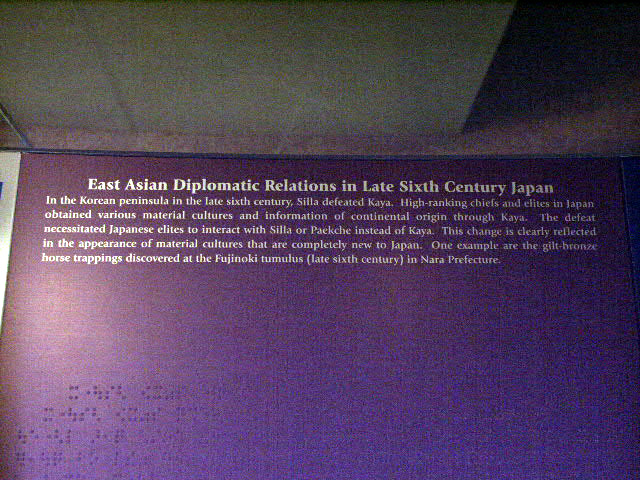 East Asian Diplomatic Relations in Late Sixth Century Japan
In the Korean peninsula in the late sixth century, Silla defeated Kaya. High-ranking chiefs and elites in Japan
obtained various material cultures and information of continental origin through Kaya. The defeat
necessitated Japanese elites to interact with Silla or Paekche instead of Kaya. This change is clearly reflected
in the appearance of material cultures that are completely new to Japan. One example are the gilt-bronze
horse trappings discovered at the Fujinoki tumulus (late sixth century) in Nara Prefecture.